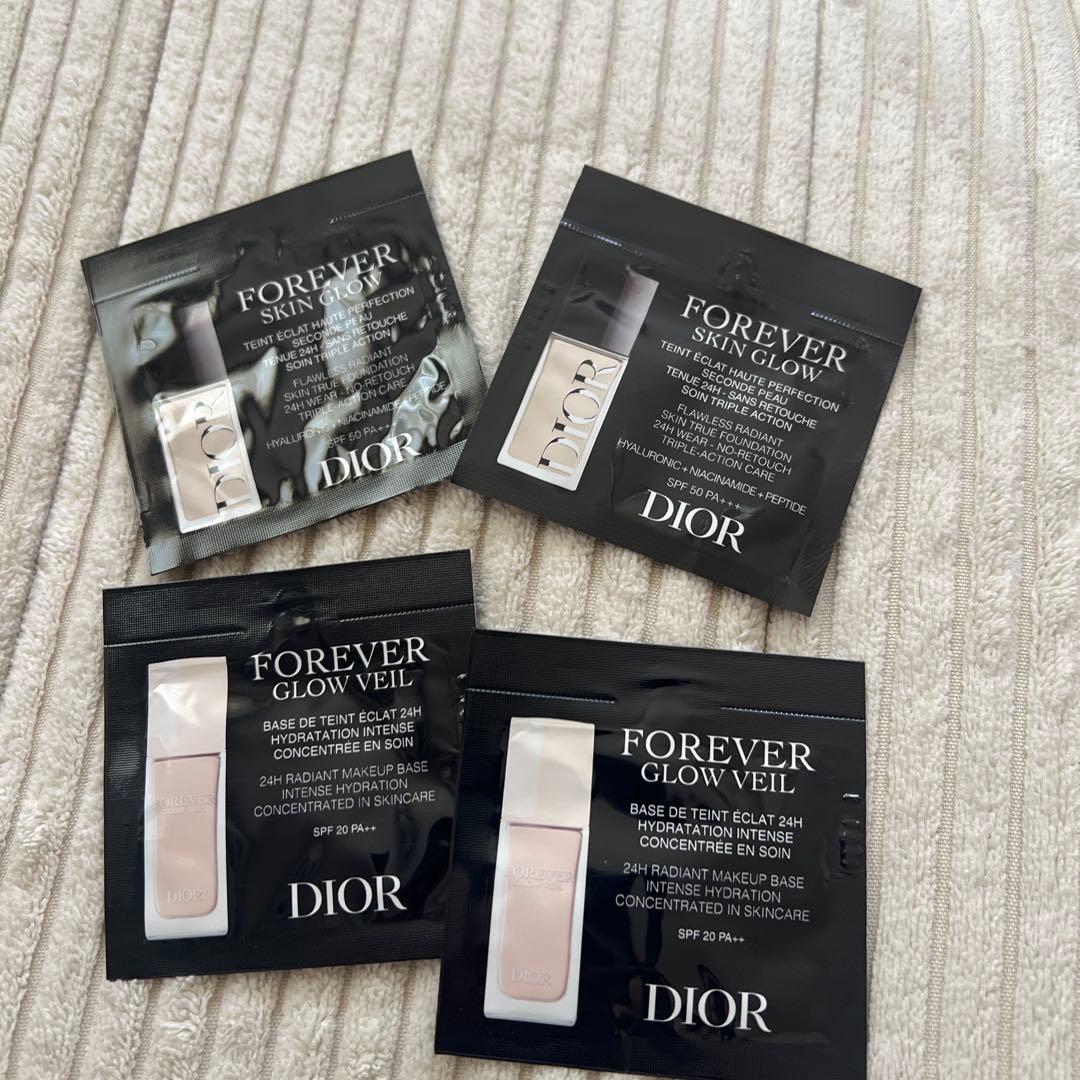 FOREVER
SKIN GLOW
TEINT ÉCLAT HAUTE PERFECTION
SECONDE PEAU
TENUE 24H - SANS RETOUCHE
SOIN TRIPLE ACTION
FLAWLESS RADIANT
SKIN TRUE FOUNDATION
24H WEAR - NO-RETOUCH
TRIPLE-ACTION CARE
HYALURONIC + NIACINAMIDE + PEPTIDE
SPF 50 PA+++
DIOR
DIOR
FOREVER
SKIN GLOW
TEINT ÉCLAT HAUTE PERFECTION
SECONDE PEAU
TENUE 24H - SANS RETOUCHE
SOIN TRIPLE ACTION
FLAWLESS RADIANT
SKIN TRUE FOUNDATION
24H WEAR - NO-RETOUCH
TRIPLE-ACTION CARE
HYALURONIC + NIACINAMIDE + PEPTIDE
SPF 50 PA+++
DIOR
DIOR
FOREVER
GLOW VEIL
BASE DE TEINT ÉCLAT 24H
HYDRATATION INTENSE
CONCENTRÉE EN SOIN
24H RADIANT MAKEUP BASE
INTENSE HYDRATION
CONCENTRATED IN SKINCARE
SPF 20 PA++
DIOR
FOREVER
GLOW VEIL
DIOR
FOREVER
GLOW VEIL
BASE DE TEINT ÉCLAT 24H
HYDRATATION INTENSE
CONCENTRÉE EN SOIN
24H RADIANT MAKEUP BASE
INTENSE HYDRATION
CONCENTRATED IN SKINCARE
SPF 20 PA++
DIOR
FOREVER
GLOW VEIL
DIOR